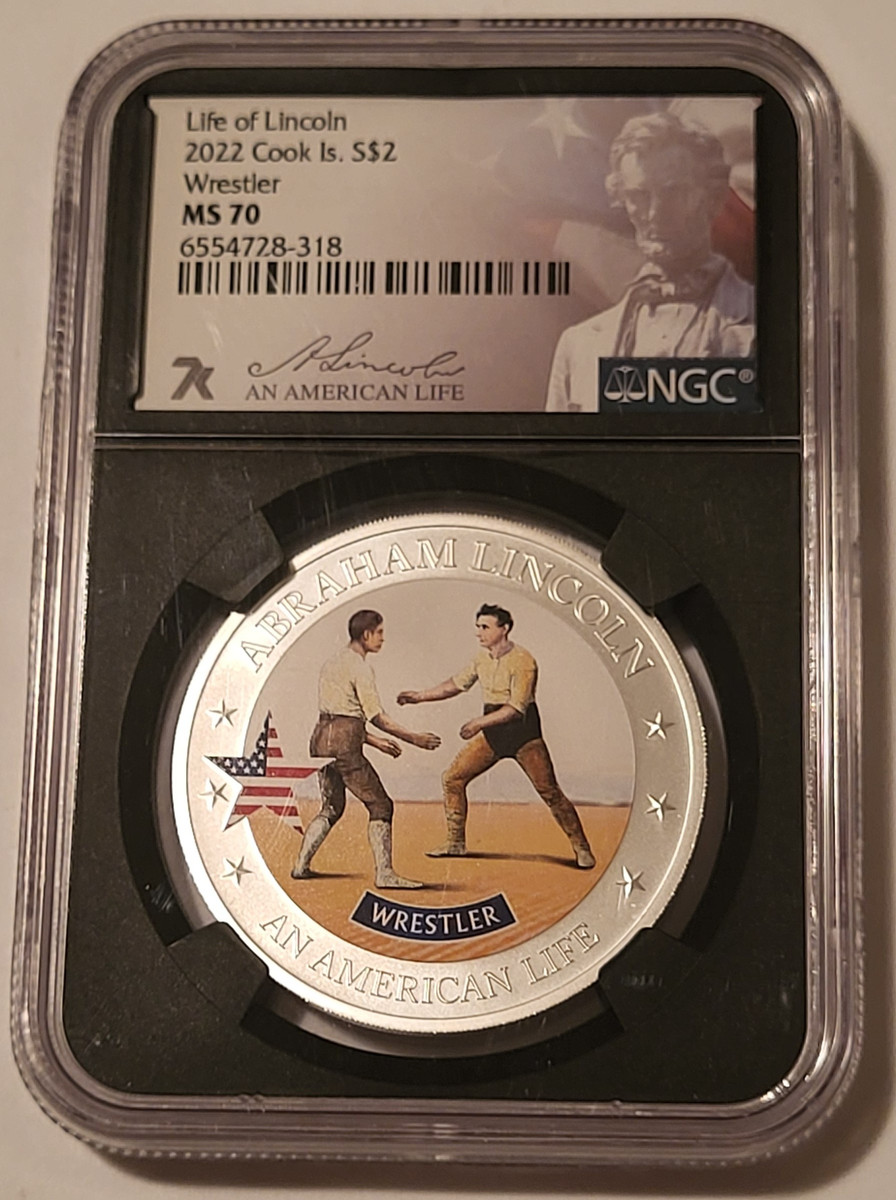 Life of Lincoln
2022 Cook Is. S$2
Wrestler
MS 70
6554728-318
7k
A Lincoln
AN AMERICAN LIFE
NGC®
ABRAHAM LINCOLN
WRESTLER
AN AMERICAN LIFE